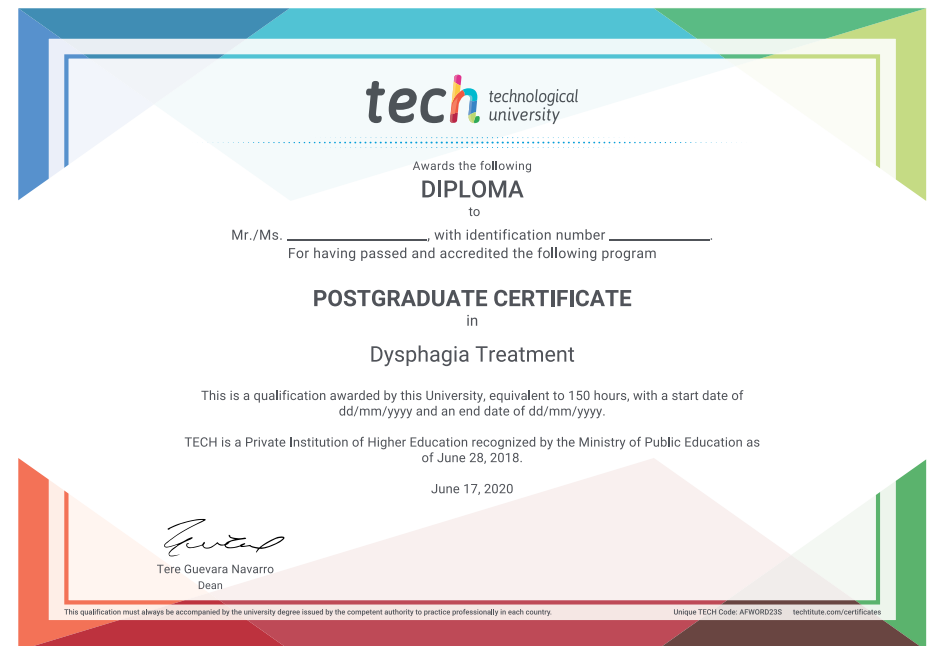 tech technological
university
Awards the following
DIPLOMA
to
Mr./Ms. ____________, with identification number ____________.
For having passed and accredited the following program
POSTGRADUATE CERTIFICATE
in
Dysphagia Treatment
This is a qualification awarded by this University, equivalent to 150 hours, with a start date of
dd/mm/yyyy and an end date of dd/mm/yyyy.
TECH is a Private Institution of Higher Education recognized by the Ministry of Public Education as
of June 28, 2018.
June 17, 2020
Tere Guevara Navarro
Dean
This qualification must always be accompanied by the university degree issued by the competent authority to practice professionally in each country.
Unique TECH Code: AFWORD23S techtitute.com/certificates